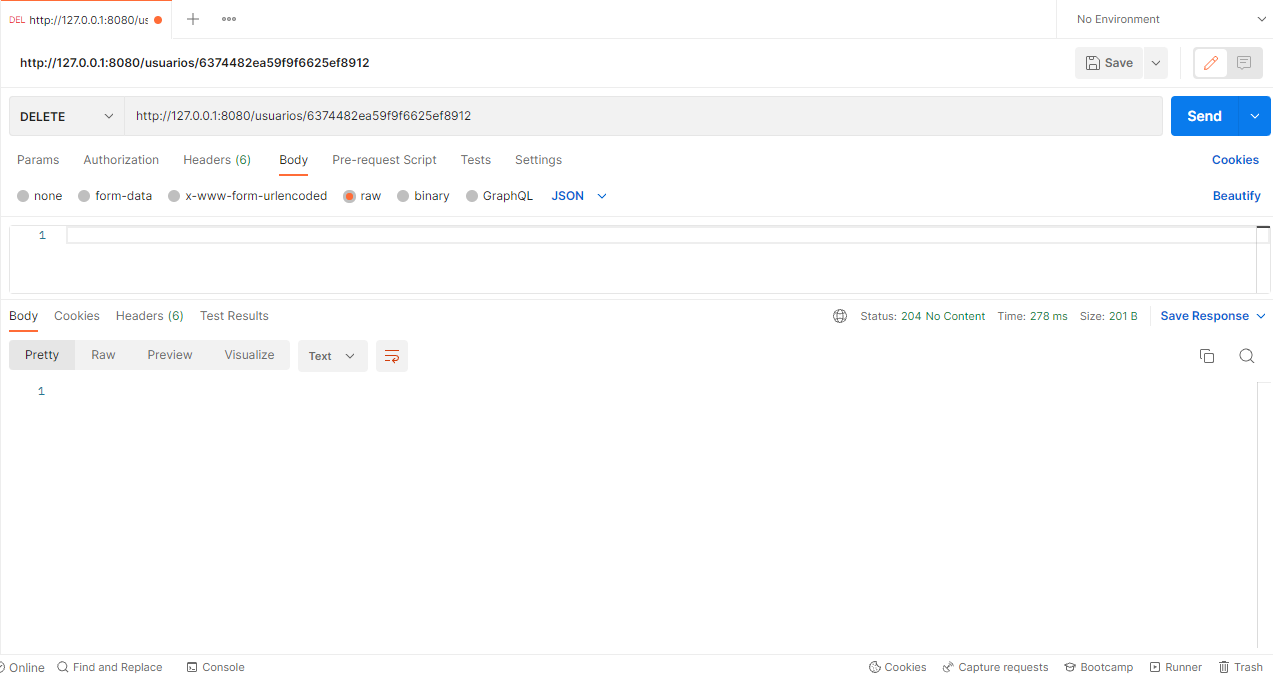 DEL http://127.0.0.1:8080/us No Environment
http://127.0.0.1:8080/usuarios/6374482ea59f9f6625ef8912 Save
DELETE http://127.0.0.1:8080/usuarios/6374482ea59f9f6625ef8912 Send
Params Authorization Headers (6) Body Pre-request Script Tests Settings Cookies
none form-data x-www-form-urlencoded raw binary GraphQL JSON Beautify
1
Body Cookies Headers (6) Test Results Status: 204 No Content Time: 278 ms Size: 201 B Save Response
Pretty Raw Preview Visualize Text
1
Online Find and Replace Console Cookies Capture requests Bootcamp Runner Trash